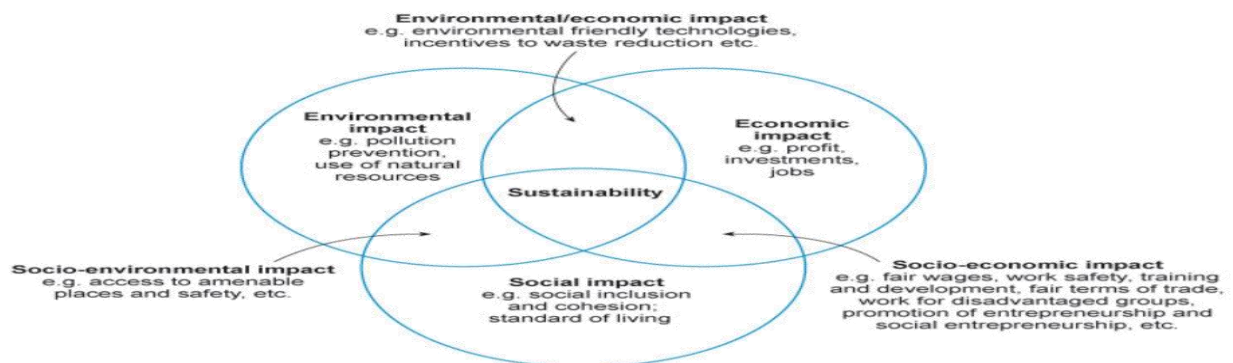 Environmental/economic impact
e.g. environmental friendly technologies,
incentives to waste reduction etc.
Environmental
impact
e.g. pollution
prevention,
use of natural
resources
Economic
impact
e.g. profit,
investments,
jobs
Sustainability
Socio-environmental impact
e.g. access to amenable
places and safety, etc.
Social impact
e.g. social inclusion
and cohesion;
standard of living
Socio-economic impact
e.g. fair wages, work safety, training
and development, fair terms of trade,
work for disadvantaged groups,
promotion of entrepreneurship and
social entrepreneurship, etc.